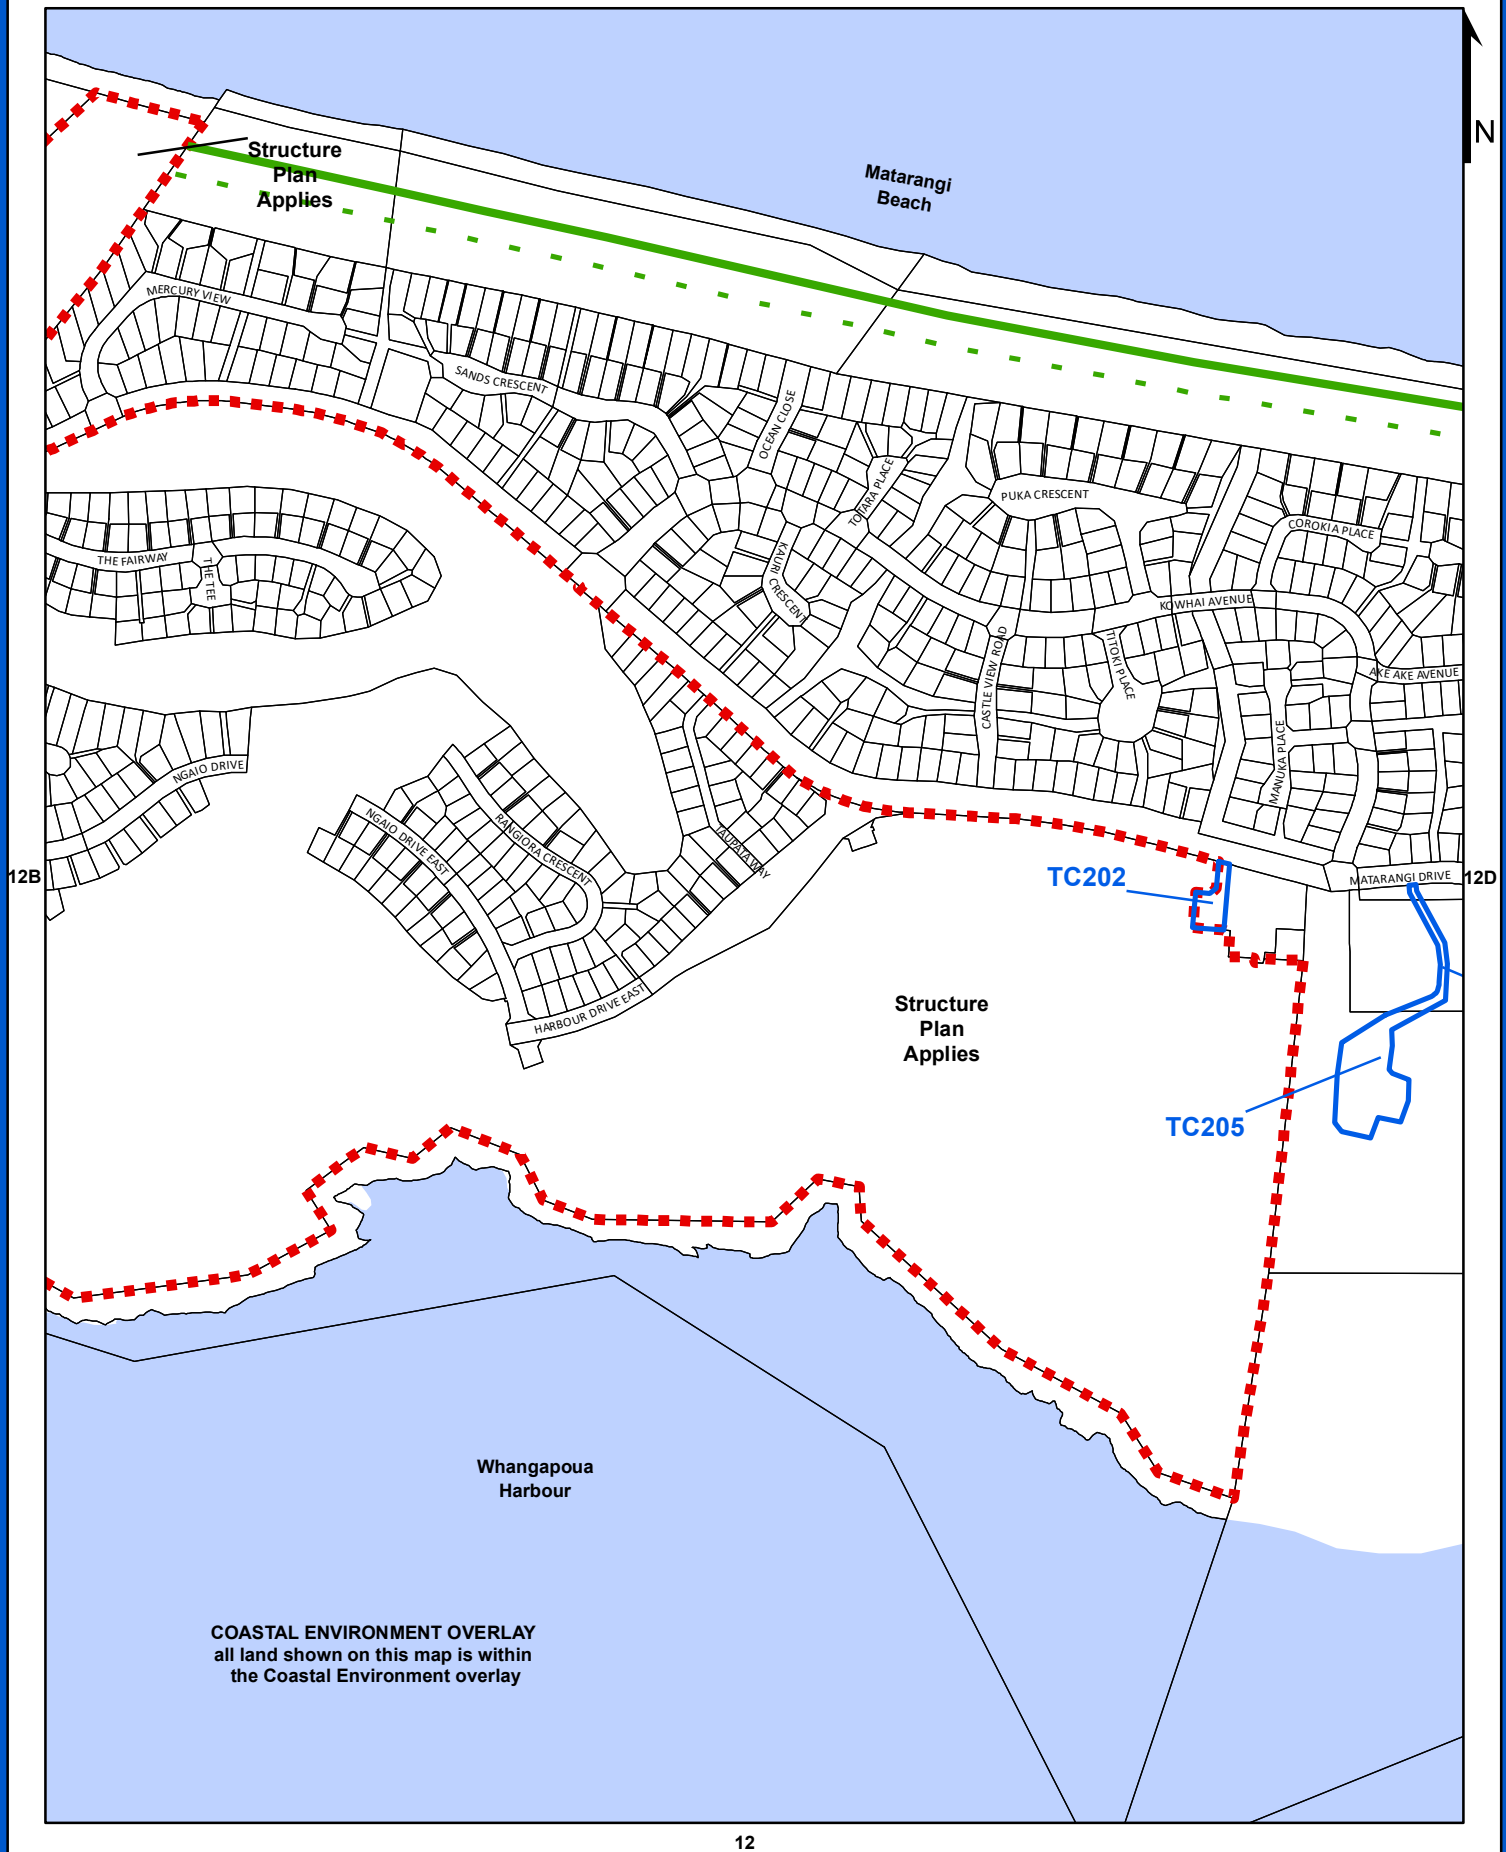 N
Structure
Plan
Applies
Matarangi
Beach
MERCURY VIEW
SANDS CRESCENT
OCEAN CLOSE
TOTARA PLACE
PUKA CRESCENT
COROKIA PLACE
THE FAIRWAY
THE TEE
KAURI CRESCENT
KOWHAI AVENUE
CASTLE VIEW ROAD
TITOKI PLACE
AKE AKE AVENUE
MANUKA PLACE
NGAIO DRIVE
NGAIO DRIVE EAST
RANGIORA CRESCENT
TAUPATA WAY
MATARANGI DRIVE
12B
12D
TC202
HARBOUR DRIVE EAST
Structure
Plan
Applies
TC205
Whangapoua
Harbour
COASTAL ENVIRONMENT OVERLAY
all land shown on this map is within
the Coastal Environment overlay
12